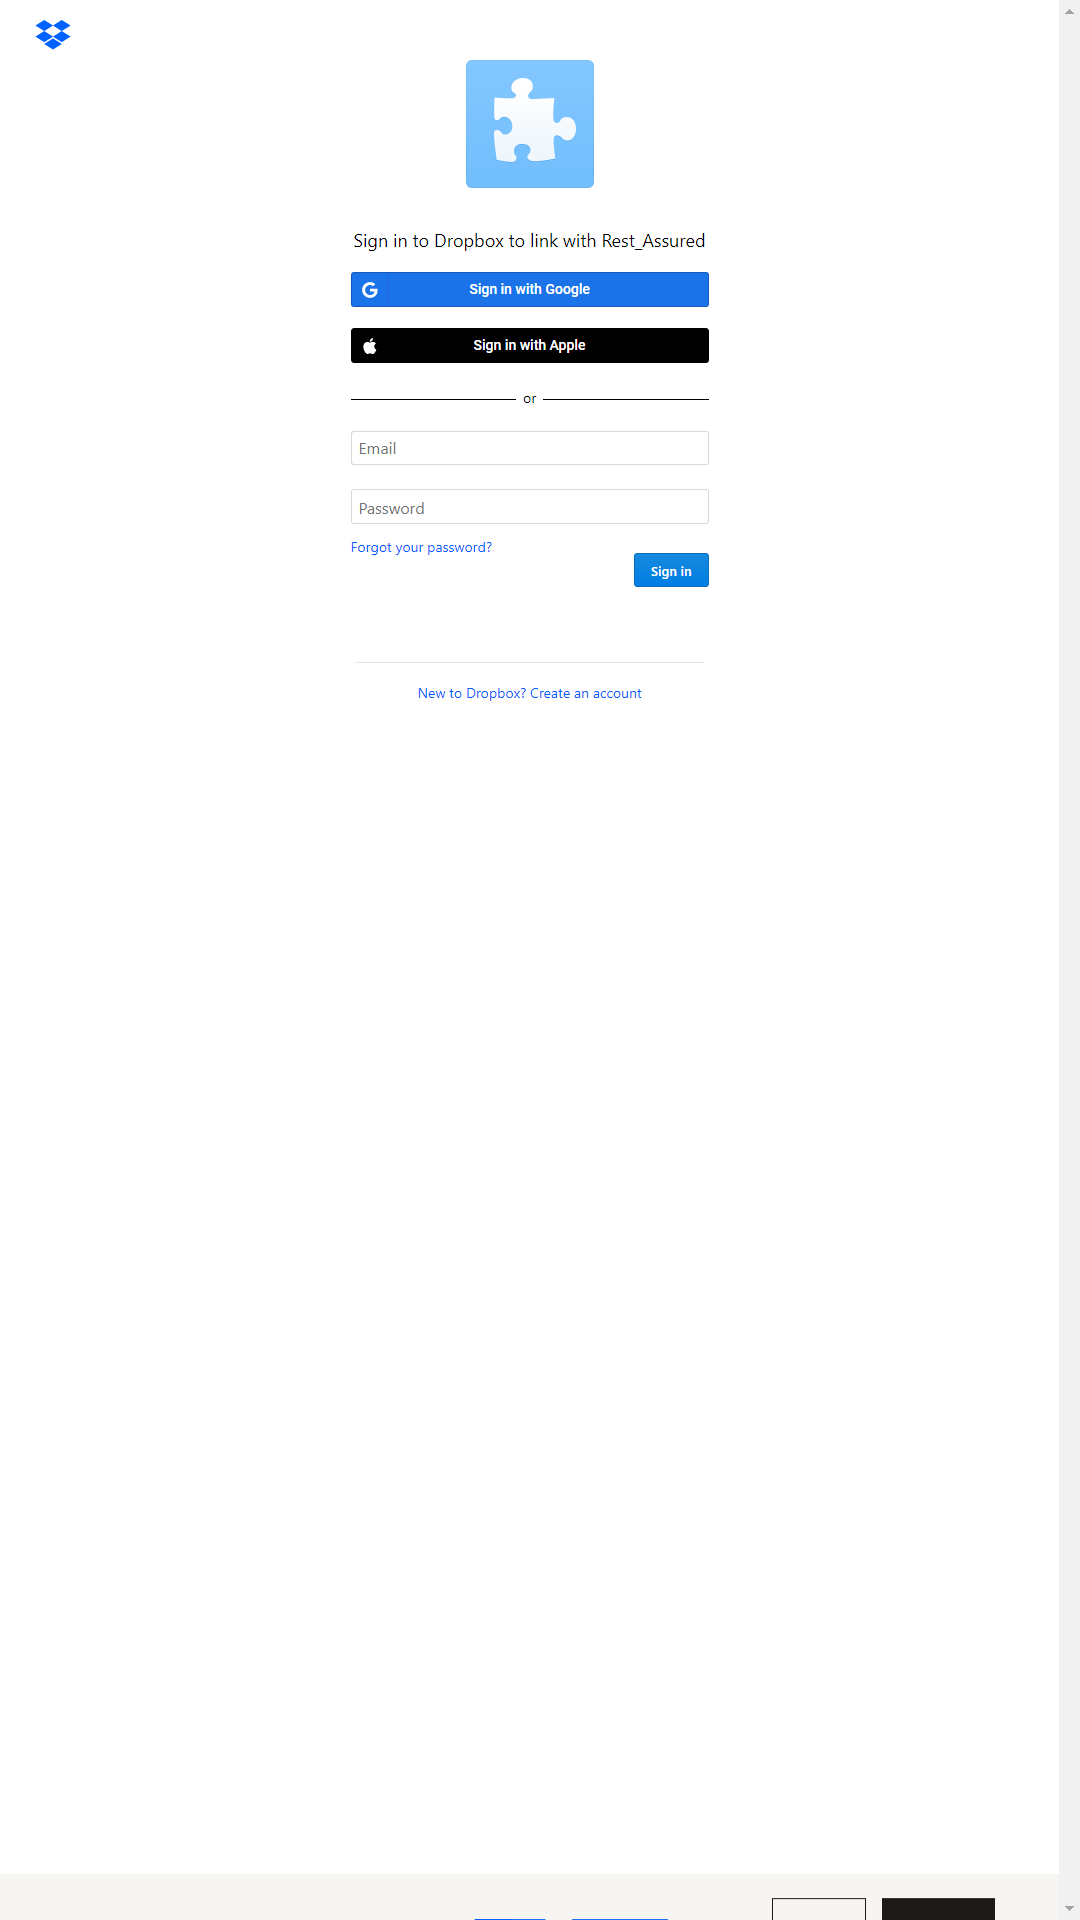 Sign in to Dropbox to link with Rest_Assured
Sign in with Google
Sign in with Apple
or
Email
Password
Forgot your password?
Sign in
New to Dropbox? Create an account